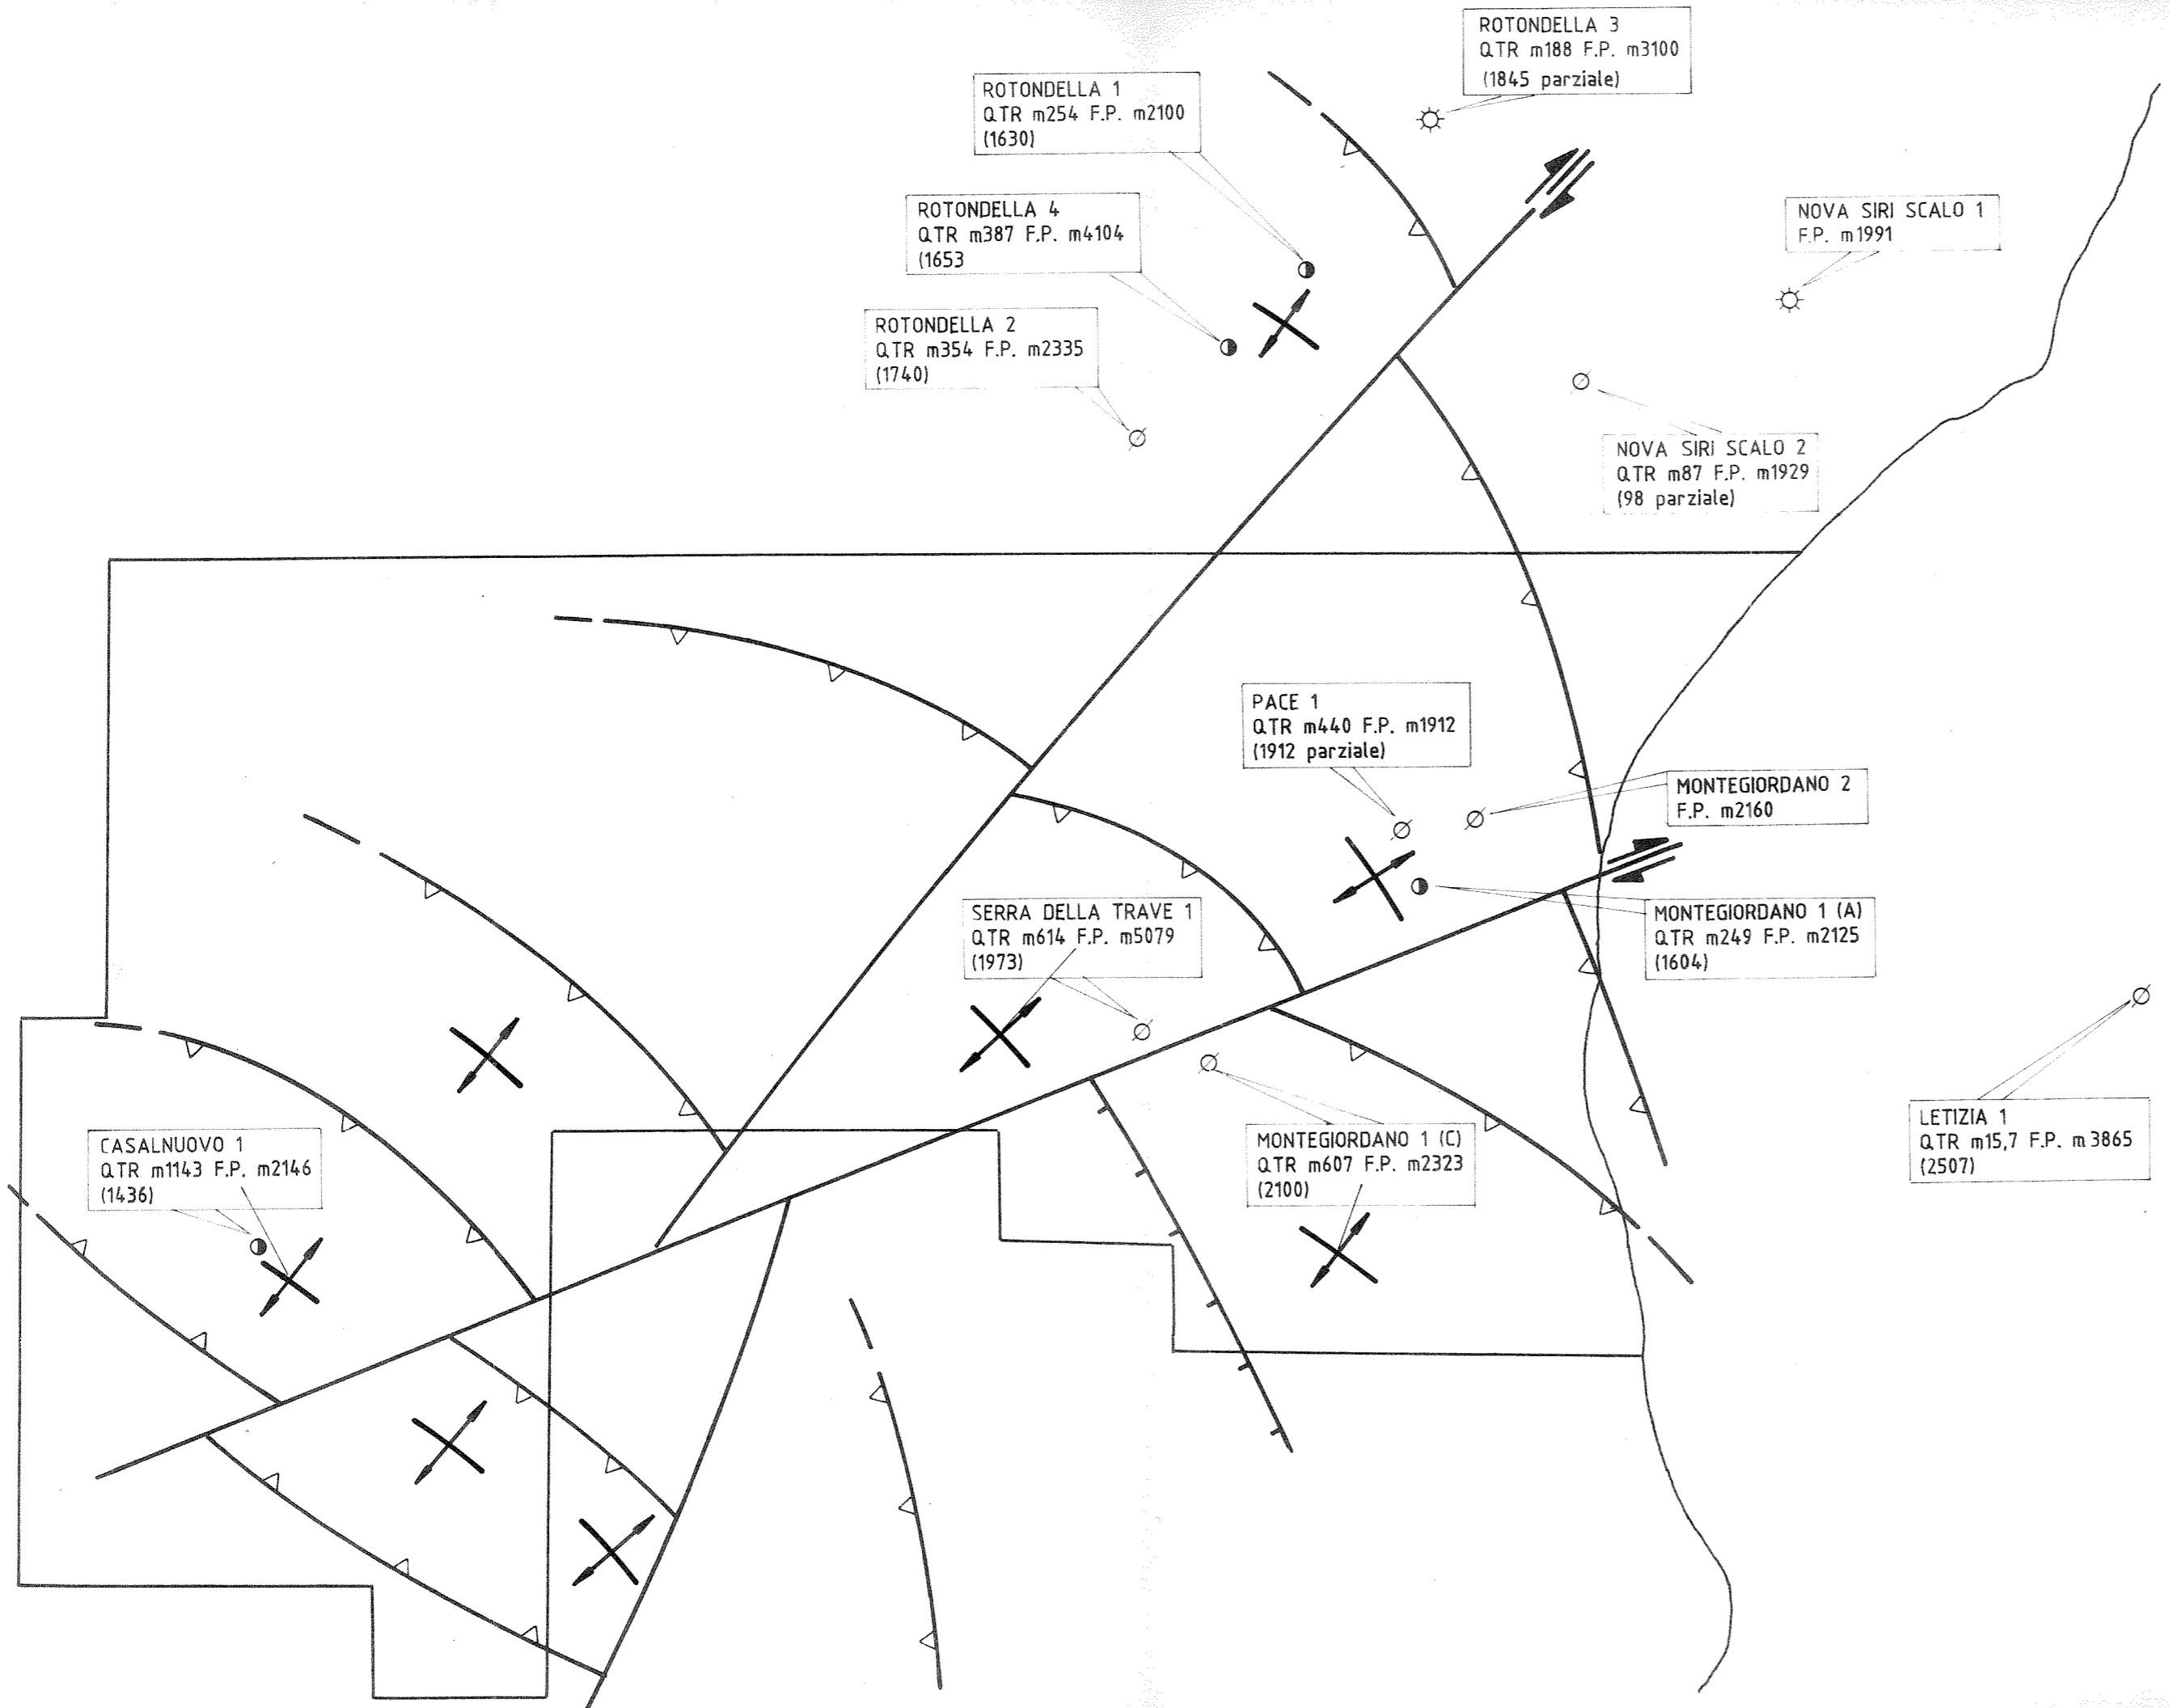 ROTONDELLA 3
QTR m188 F.P. m3100
(1845 parziale)
ROTONDELLA 1
QTR m254 F.P. m2100
(1630)
ROTONDELLA 4
QTR m387 F.P. m4104
(1653
NOVA SIRI SCALO 1
F.P. m1991
ROTONDELLA 2
QTR m354 F.P. m2335
(1740)
NOVA SIRI SCALO 2
QTR m87 F.P. m1929
(98 parziale)
PACE 1
QTR m440 F.P. m1912
(1912 parziale)
MONTEGIORDANO 2
F.P. m2160
SERRA DELLA TRAVE 1
QTR m614 F.P. m5079
(1973)
MONTEGIORDANO 1 (A)
QTR m249 F.P. m2125
(1604)
LETIZIA 1
QTR m15,7 F.P. m3865
(2507)
CASALNUOVO 1
QTR m1143 F.P. m2146
(1436)
MONTEGIORDANO 1 (C)
QTR m607 F.P. m2323
(2100)